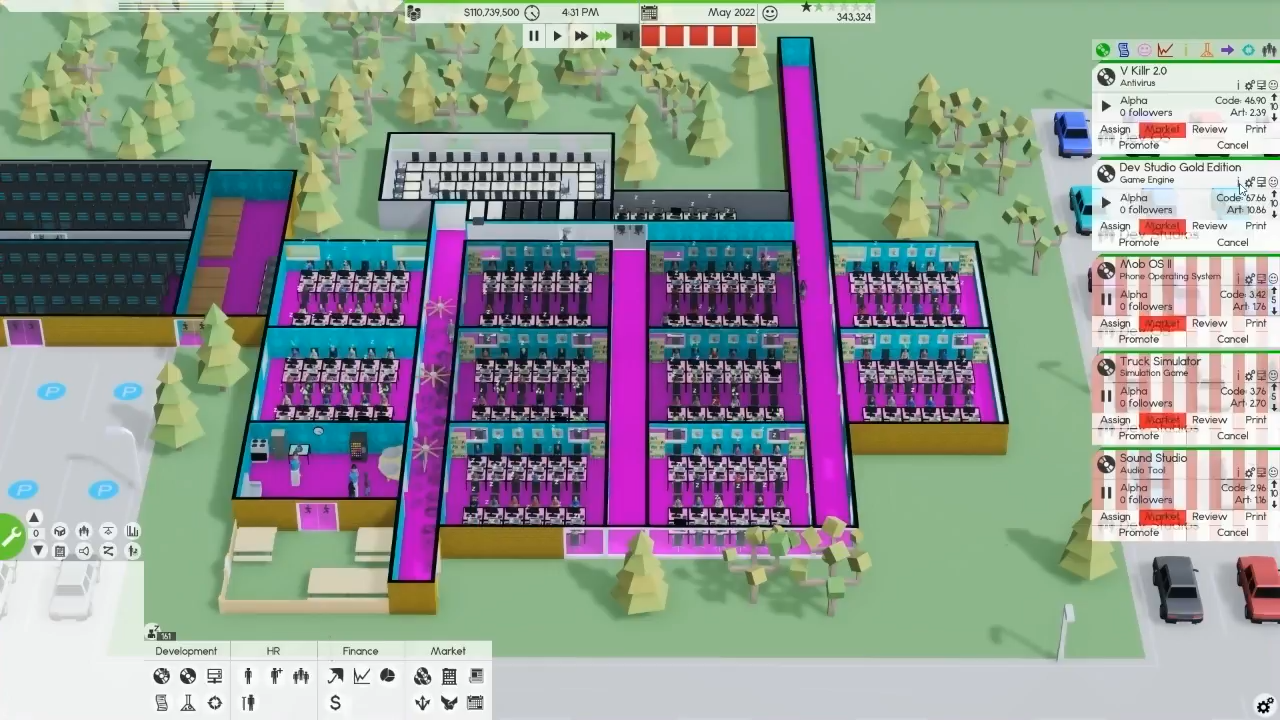 $110,739,500
4:31 PM
May 2022
343,324
V Killr 2.0
Antivirus
Alpha
Code: 46.90
0 followers
Art: 2.39
Assign Market Review Print
Promote Cancel
Dev Studio Gold Edition
Game Engine
Alpha
Code: 67.66
0 followers
Art: 10.86
Assign Market Review Print
Promote Cancel
Mob OS II
Phone Operating System
Alpha
Code: 3.42
0 followers
Art: 1.76
Assign Market Review Print
Promote Cancel
Truck Simulator
Simulation Game
Alpha
Code: 3.76
0 followers
Art: 2.70
Assign Market Review Print
Promote Cancel
Sound Studio
Audio Tool
Alpha
Code: 2.96
0 followers
Art: 1.16
Assign Market Review Print
Promote Cancel
P P
P P
0
161
Development HR Finance Market